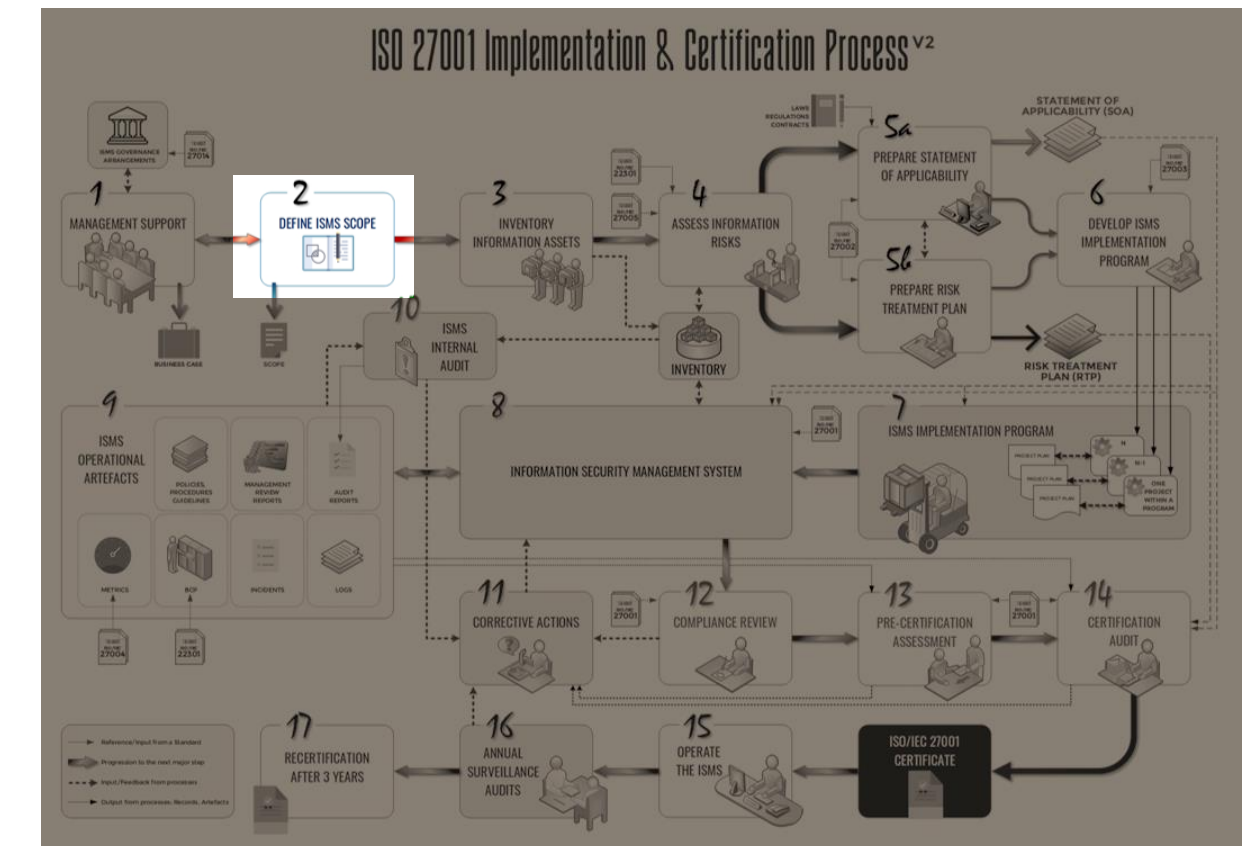 ISO 27001 Implementation & Certification Process V2
ISMS GOVERNANCE
ARRANGEMENTS
27014
1
MANAGEMENT SUPPORT
BUSINESS CASE
2
DEFINE ISMS SCOPE
SCOPE
3
INVENTORY
INFORMATION ASSETS
22301
27005
4
ASSESS INFORMATION
RISKS
LAWS
REGULATIONS
CONTRACTS
5a
PREPARE STATEMENT
OF APPLICABILITY
27002
5b
PREPARE RISK
TREATMENT PLAN
STATEMENT OF
APPLICABILITY (SOA)
27003
6
DEVELOP ISMS
IMPLEMENTATION
PROGRAM
RISK TREATMENT
PLAN (RTP)
10
ISMS
INTERNAL
AUDIT
INVENTORY
9
ISMS
OPERATIONAL
ARTEFACTS
POLICIES,
PROCEDURES
GUIDELINES
MANAGEMENT
REVIEW
REPORTS
AUDIT
REPORTS
METRICS
BCP
INCIDENTS
LOGS
27004
22301
8
INFORMATION SECURITY MANAGEMENT SYSTEM
27001
7
ISMS IMPLEMENTATION PROGRAM
PROJECT PLAN
PROJECT PLAN
PROJECT PLAN
N
N-1
ONE
PROJECT
WITHIN A
PROGRAM
11
CORRECTIVE ACTIONS
27001
12
COMPLIANCE REVIEW
13
PRE-CERTIFICATION
ASSESSMENT
27001
14
CERTIFICATION
AUDIT
Reference/Input from a Standard
Progression to the next major step
Input/Feedback from processes
Output from processes; Records, Artefacts
17
RECERTIFICATION
AFTER 3 YEARS
16
ANNUAL
SURVEILLANCE
AUDITS
15
OPERATE
THE ISMS
ISO/IEC 27001
CERTIFICATE